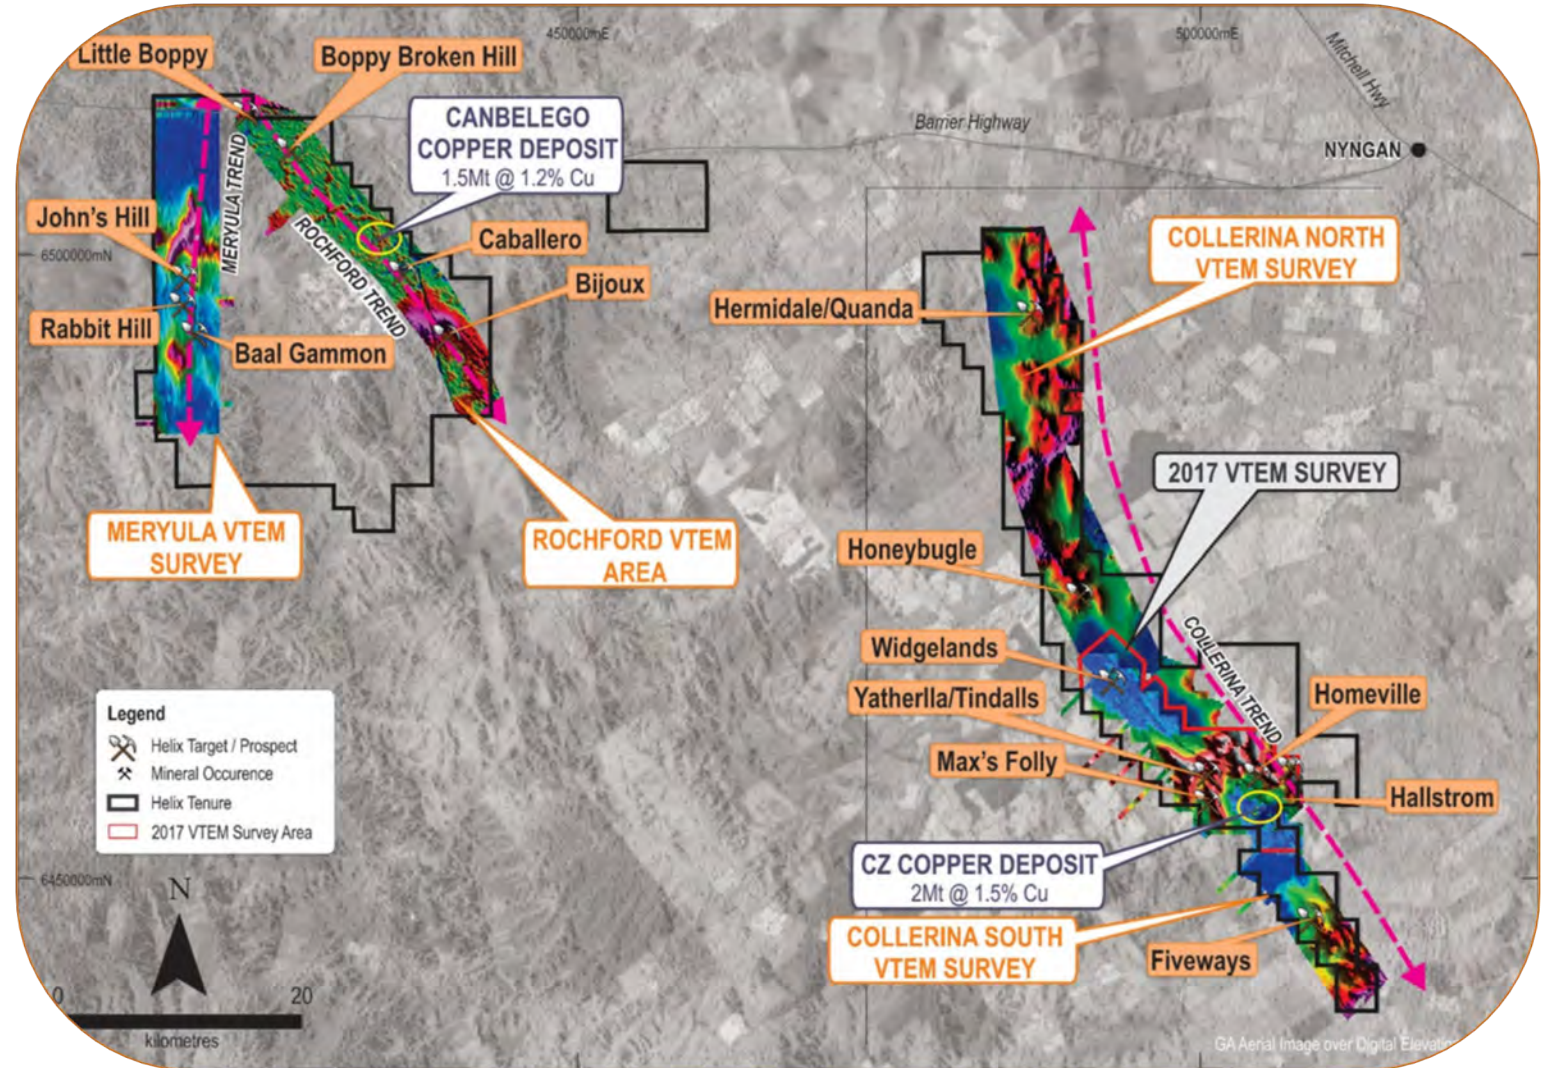 450000mE
500000mE
Little Boppy
Boppy Broken Hill
Mitchell Hwy
CANBELEGO
COPPER DEPOSIT
1.5Mt @ 1.2% Cu
Barrier Highway
NYNGAN
MERYULA TREND
John's Hill
ROCHFORD TREND
Caballero
COLLERINA NORTH
VTEM SURVEY
6500000mN
Bijoux
Hermidale/Quanda
Rabbit Hill
Baal Gammon
2017 VTEM SURVEY
MERYULA VTEM
SURVEY
ROCHFORD VTEM
AREA
Honeybugle
Widgelands
COLLERINA TREND
Yatherlla/Tindalls
Homeville
Max's Folly
Hallstrom
Legend
Helix Target / Prospect
Mineral Occurence
Helix Tenure
2017 VTEM Survey Area
CZ COPPER DEPOSIT
2Mt @ 1.5% Cu
6450000mN
N
COLLERINA SOUTH
VTEM SURVEY
Fiveways
0
20
kilometres
GA Aerial Image over Digital